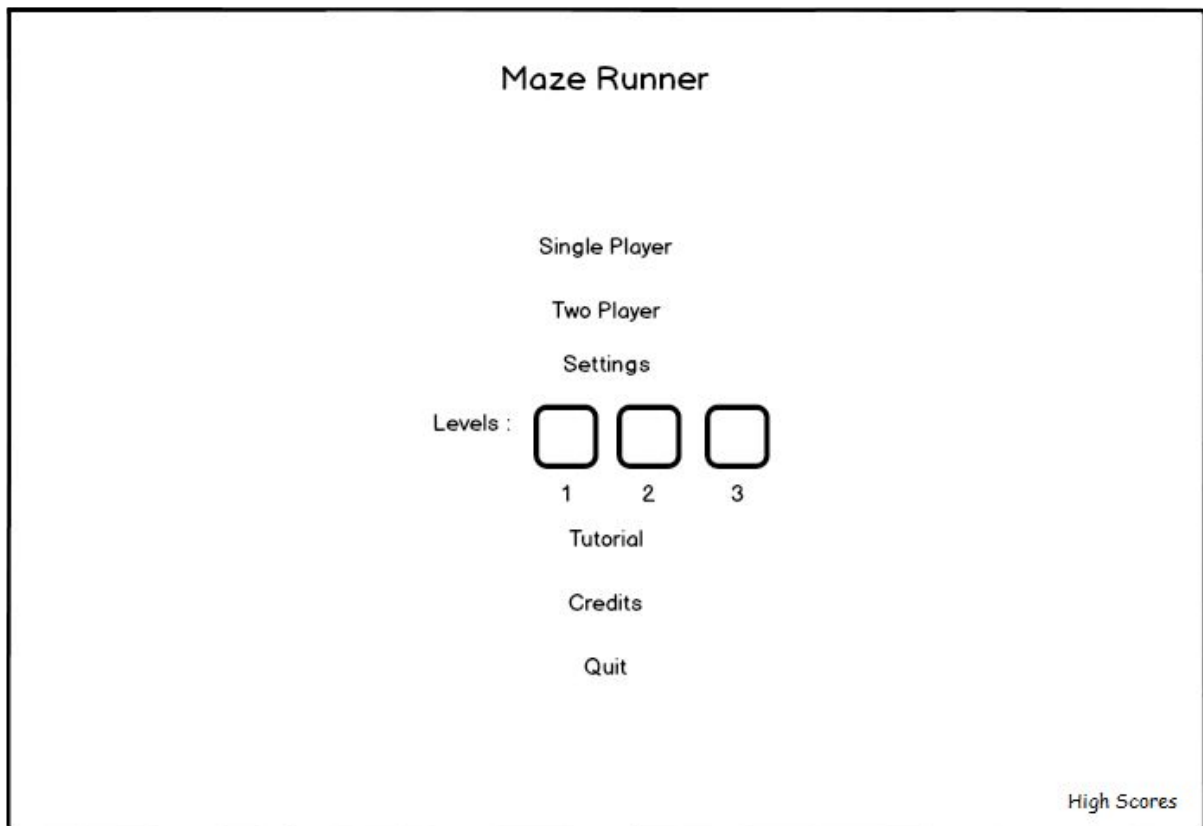 Maze Runner
Single Player
Two Player
Settings
Levels :
1 2 3
Tutorial
Credits
Quit
High Scores